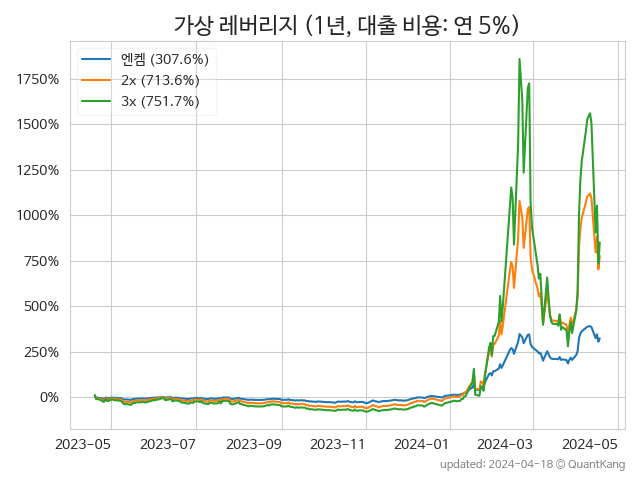 가상 레버리지 (1년, 대출 비용: 연 5%)
엔켐 (307.6%)
2x (713.6%)
3x (751.7%)
1750%
1500%
1250%
1000%
750%
500%
250%
0%
2023-05 2023-07 2023-09 2023-11 2024-01 2024-03 2024-05
updated: 2024-04-18 © QuantKang